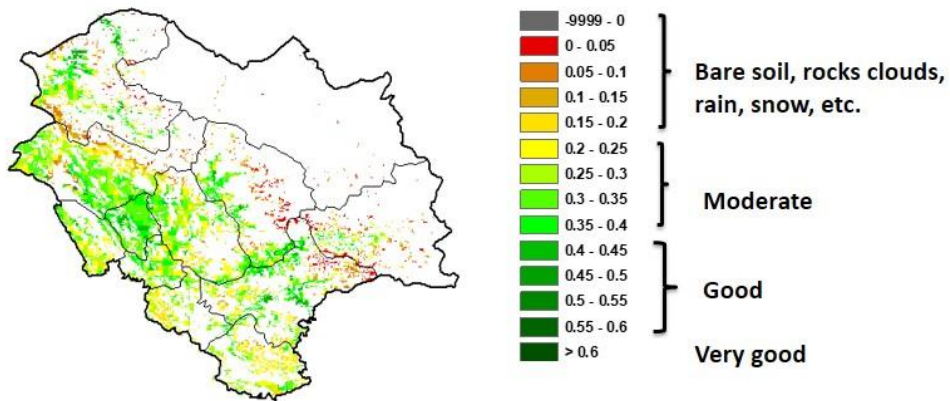 -9999 - 0
0 - 0.05
0.05 - 0.1
0.1 - 0.15
0.15 - 0.2
0.2 - 0.25
0.25 - 0.3
0.3 - 0.35
0.35 - 0.4
0.4 - 0.45
0.45 - 0.5
0.5 - 0.55
0.55 - 0.6
> 0.6
Bare soil, rocks clouds,
rain, snow, etc.
Moderate
Good
Very good